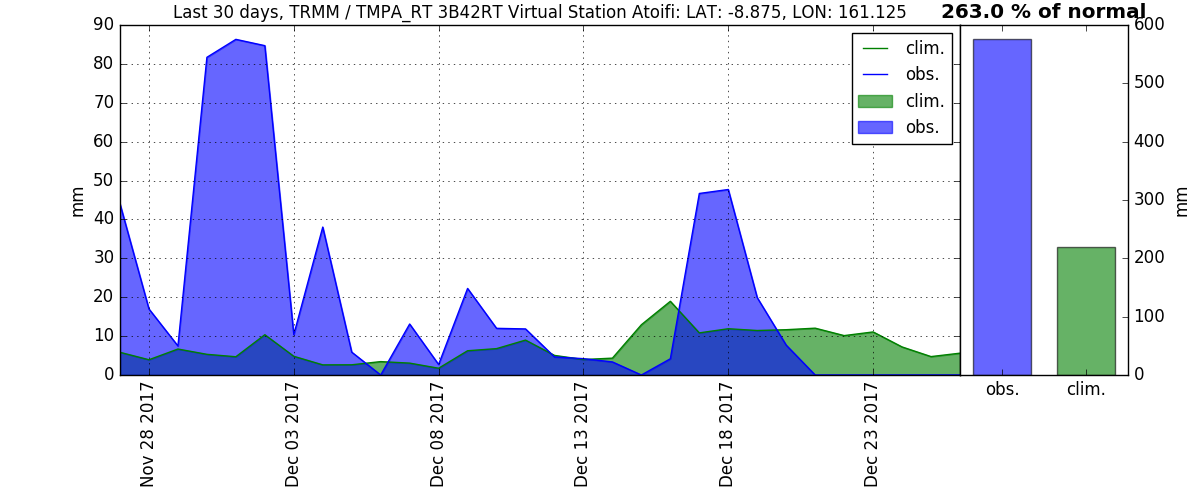 Last 30 days, TRMM / TMPA_RT 3B42RT Virtual Station Atoifi: LAT: -8.875, LON: 161.125
263.0 % of normal
90
80
70
60
50
40
30
20
10
0
mm
clim.
obs.
clim.
obs.
Nov 28 2017
Dec 03 2017
Dec 08 2017
Dec 13 2017
Dec 18 2017
Dec 23 2017
600
500
400
300
200
100
0
mm
obs.
clim.